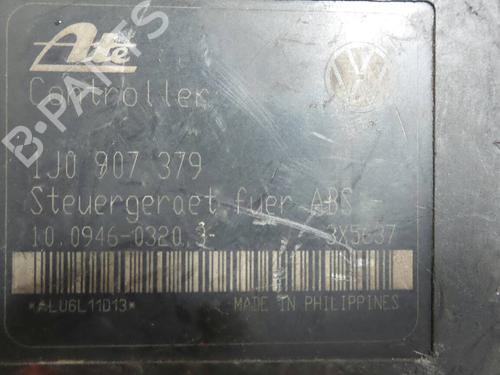 Ate
Controller
1J0 907 379
Steuergeraet fuer ABS
10.0946-0320.3-
3X5637
*ALU6L11D13*
MADE IN PHILIPPINES
B-PARTS